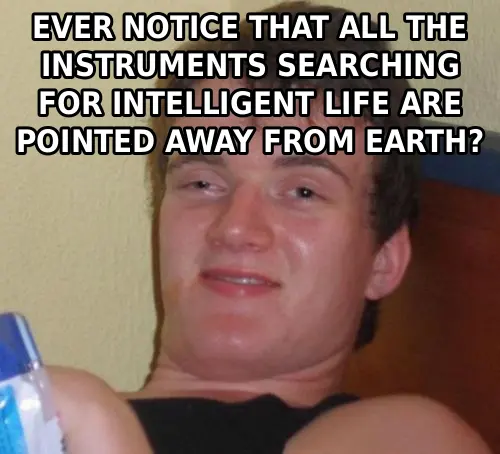 EVER NOTICE THAT ALL THE
INSTRUMENTS SEARCHING
FOR INTELLIGENT LIFE ARE
POINTED AWAY FROM EARTH?